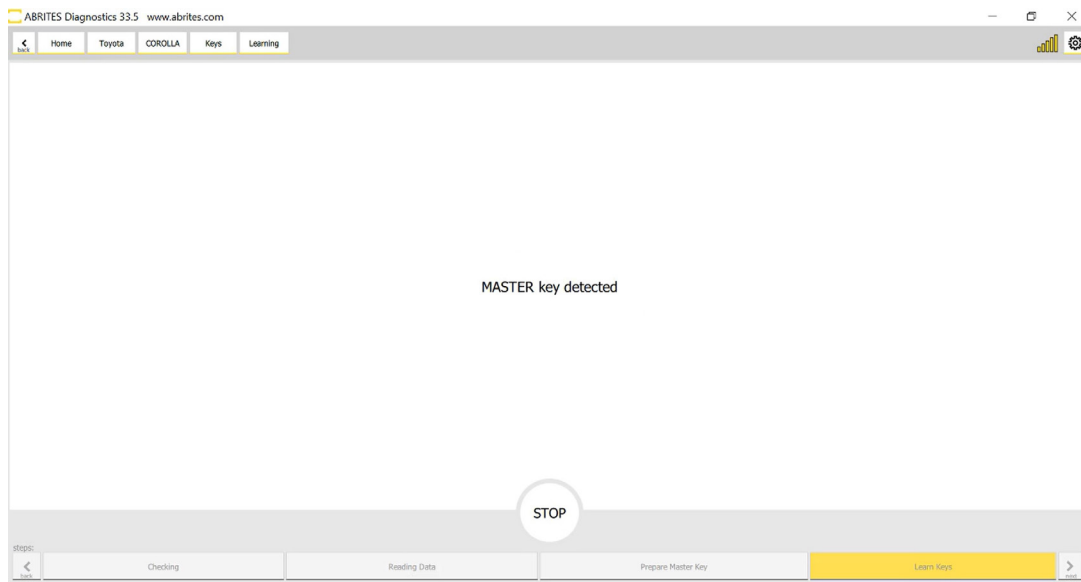 ABRITES Diagnostics 33.5 www.abrites.com
back Home Toyota COROLLA Keys Learning
MASTER key detected
STOP
steps:
back Checking Reading Data Prepare Master Key Learn Keys next